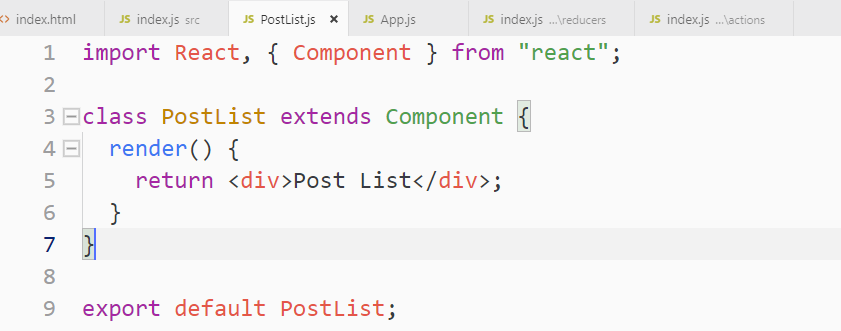 <> index.html JS index.js src JS PostList.js × JS App.js JS index.js ...\reducers JS index.js ...\actions
1 import React, { Component } from "react";
2
3 class PostList extends Component {
4   render() {
5     return <div>Post List</div>;
6   }
7 }
8
9 export default PostList;